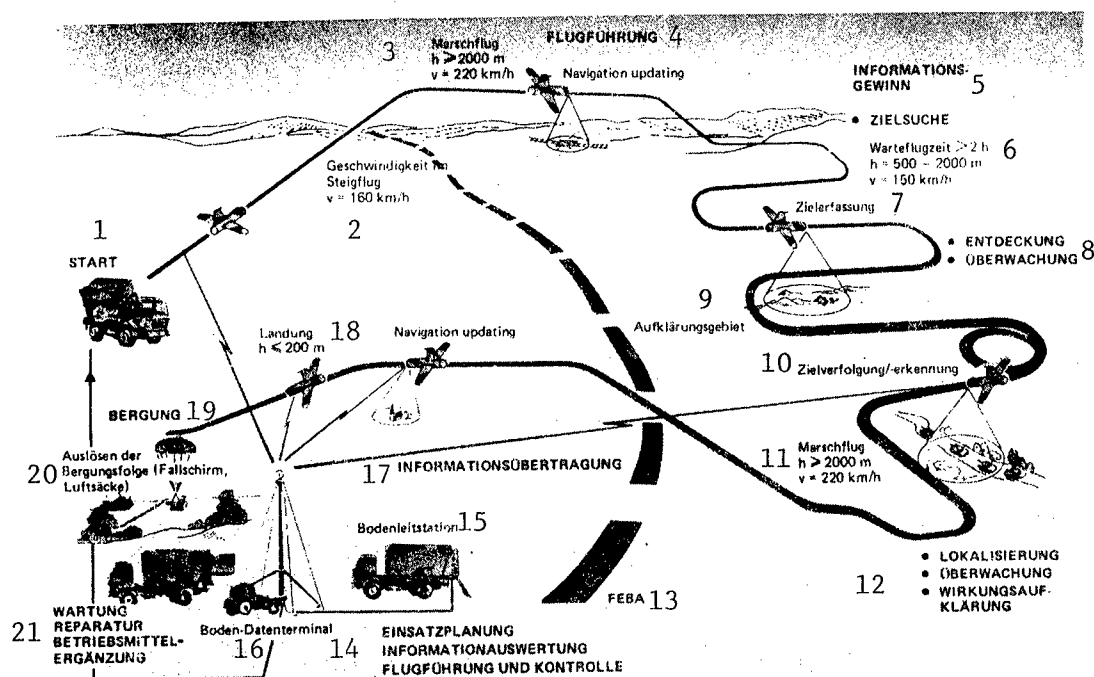 3
Marschflug
h ⩾ 2000 m
v = 220 km/h
FLUGFÜHRUNG 4
Navigation updating
INFORMATIONS-
GEWINN 5
• ZIELSUCHE
Warteflugzeit ⩾ 2 h 6
h = 500 – 2000 m
v = 150 km/h
Geschwindigkeit im
Steigflug
v = 160 km/h
2
1
START
Zielerfassung 7
• ENTDECKUNG
• ÜBERWACHUNG 8
9
Aufklärungsgebiet
10 Zielverfolgung/-erkennung
Landung 18
h ⩽ 200 m
Navigation updating
BERGUNG 19
20 Auslösen der
Bergungsfolge (Fallschirm,
Luftsäcke)
17 INFORMATIONSÜBERTRAGUNG
11 Marschflug
h ⩾ 2000 m
v = 220 km/h
Bodenleitstation 15
12
• LOKALISIERUNG
• ÜBERWACHUNG
• WIRKUNGSAUF-
KLÄRUNG
FEBA 13
21 WARTUNG
REPARATUR
BETRIEBSMITTEL-
ERGÄNZUNG
Boden-Datenterminal
16
14 EINSATZPLANUNG
INFORMATIONAUSWERTUNG
FLUGFÜHRUNG UND KONTROLLE